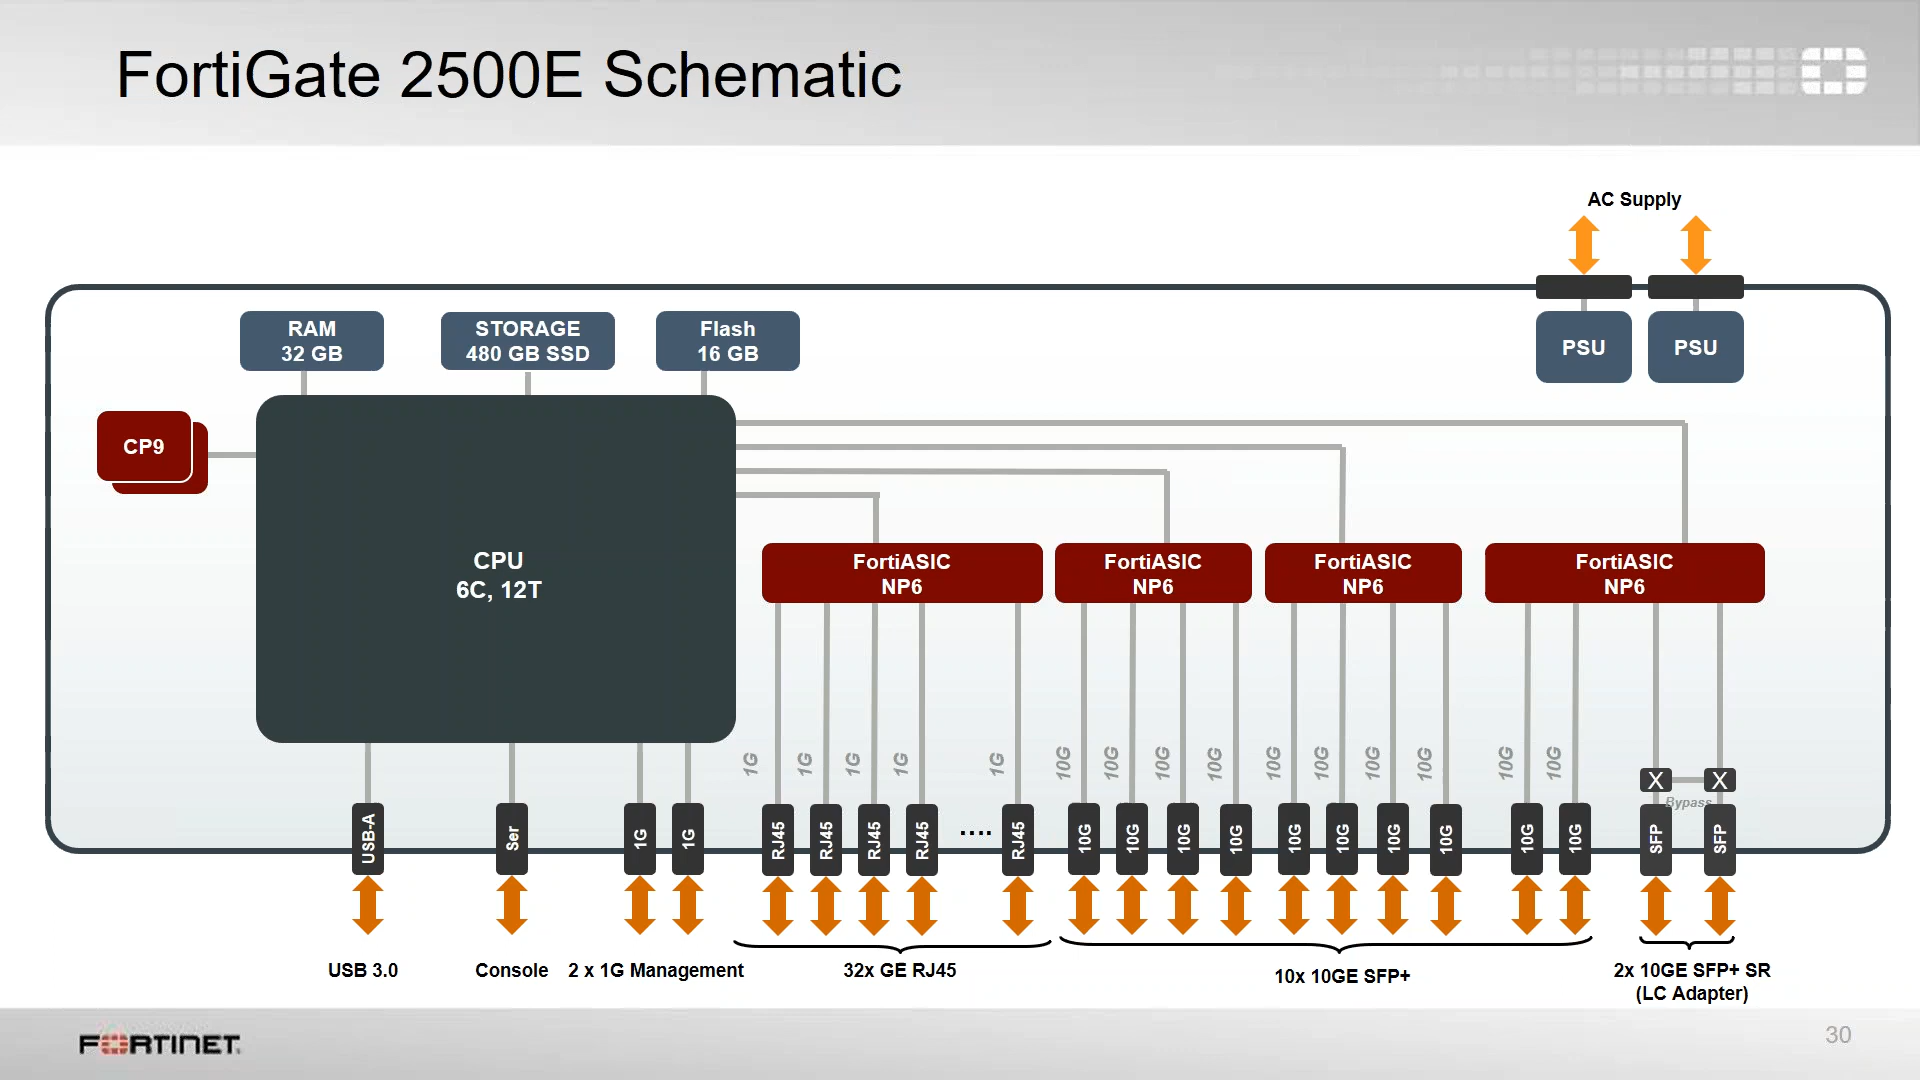 FortiGate 2500E Schematic
AC Supply
RAM
32 GB
STORAGE
480 GB SSD
Flash
16 GB
PSU
PSU
CP9
CPU
6C, 12T
FortiASIC
NP6
FortiASIC
NP6
FortiASIC
NP6
FortiASIC
NP6
1G
1G
1G
1G
1G
10G
10G
10G
10G
10G
10G
10G
10G
10G
10G
X
X
Bypass
USB-A
Ser
1G
1G
RJ45
RJ45
RJ45
RJ45
....
RJ45
10G
10G
10G
10G
10G
10G
10G
10G
10G
10G
SFP
SFP
USB 3.0
Console
2 x 1G Management
32x GE RJ45
10x 10GE SFP+
2x 10GE SFP+ SR
(LC Adapter)
FORTINET
30